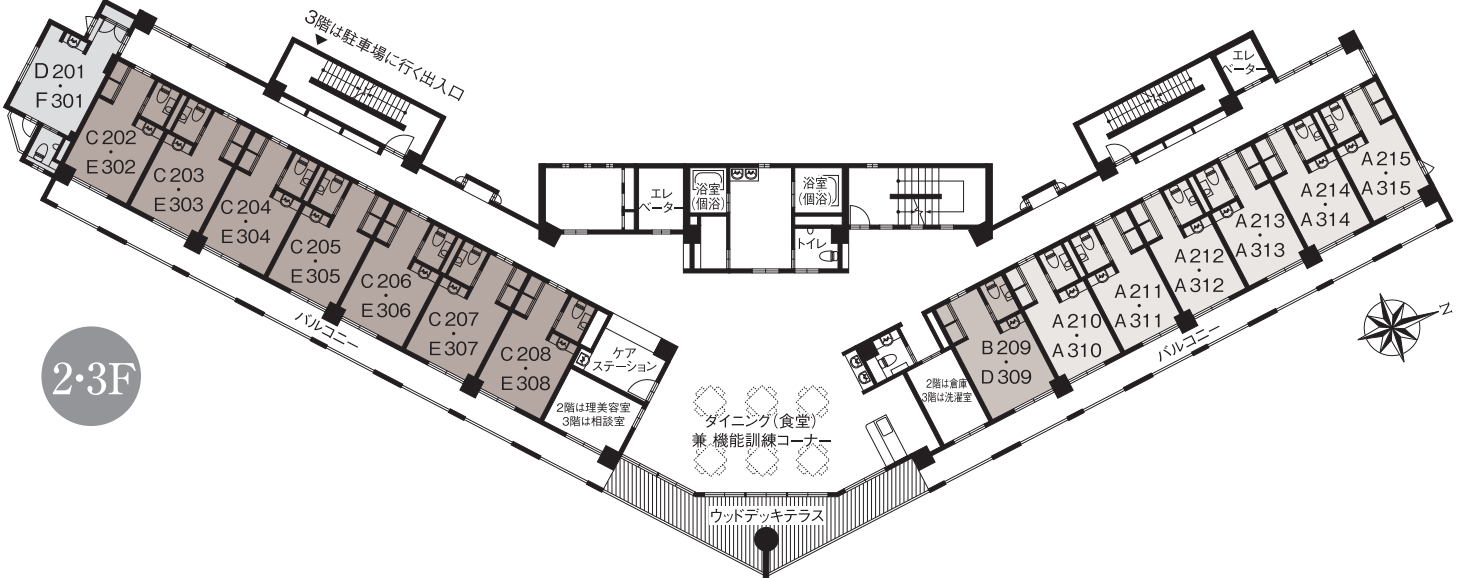 3階は駐車場に行く出入口
エレ
ベーター
D201
・
F301
C202
・
E302
C203
・
E303
C204
・
E304
C205
・
E305
C206
・
E306
C207
・
E307
C208
・
E308
エレ
ベーター
浴室
(個浴)
浴室
(個浴)
トイレ
A215
・
A315
A214
・
A314
A213
・
A313
A212
・
A312
A211
・
A311
A210
・
A310
B209
・
D309
バルコニー
バルコニー
N
2・3F
ケア
ステーション
2階は理美容室
3階は相談室
2階は倉庫
3階は洗濯室
ダイニング(食堂)
兼 機能訓練コーナー
ウッドデッキテラス